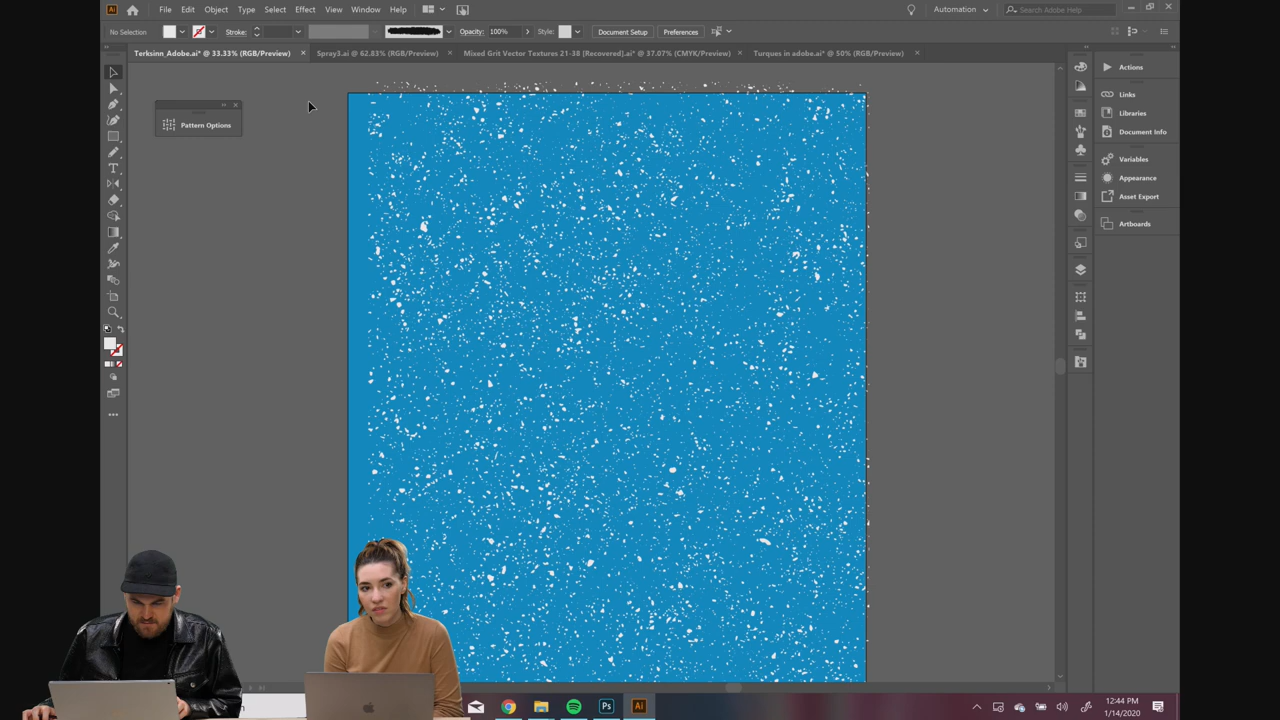 Ai File Edit Object Type Select Effect View Window Help Automation Search Adobe Help
No Selection Stroke: Opacity: 100% Style: Document Setup Preferences
Terksinn_Adobe.ai* @ 33.33% (RGB/Preview) × Spray3.ai @ 62.83% (RGB/Preview) × Mixed Grit Vector Textures 21-38 [Recovered].ai* @ 37.07% (CMYK/Preview) × Turques in adobe.ai* @ 50% (RGB/Preview) ×
Actions
Links
Libraries
Document Info
Variables
Appearance
Asset Export
Artboards
Pattern Options
Ps Ai
12:44 PM
1/14/2020